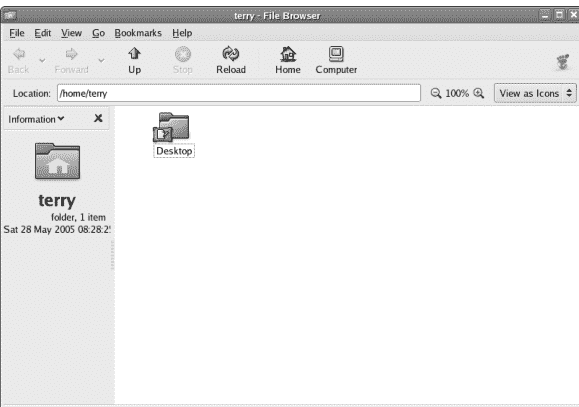 terry - File Browser
File Edit View Go Bookmarks Help
Back Forward Up Stop Reload Home Computer
Location: /home/terry 100% View as Icons
Information
Desktop
terry
folder, 1 item
Sat 28 May 2005 08:28:2